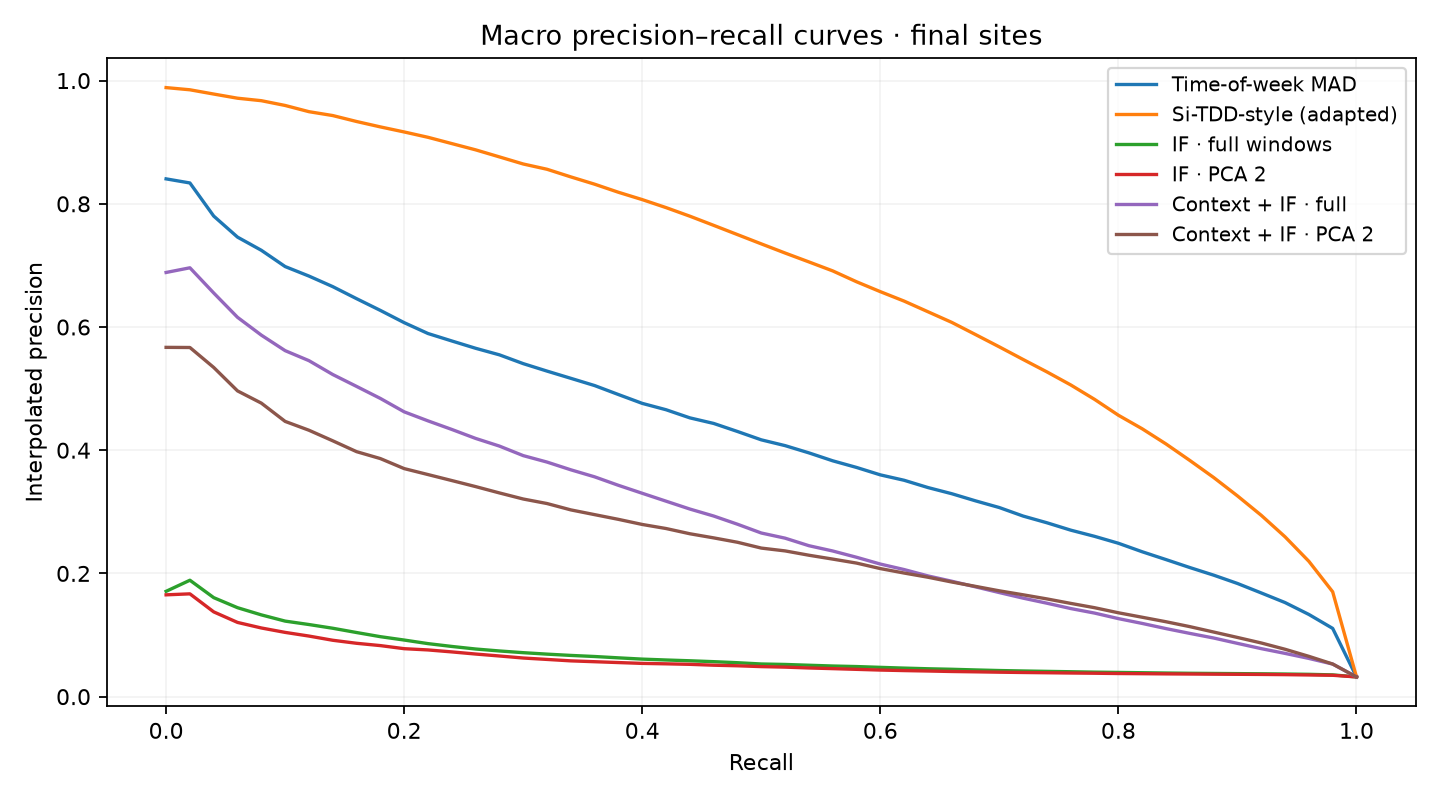 Macro precision–recall curves · final sites
Time-of-week MAD
Si-TDD-style (adapted)
IF · full windows
IF · PCA 2
Context + IF · full
Context + IF · PCA 2
Interpolated precision
1.0
0.8
0.6
0.4
0.2
0.0
0.0 0.2 0.4 0.6 0.8 1.0
Recall